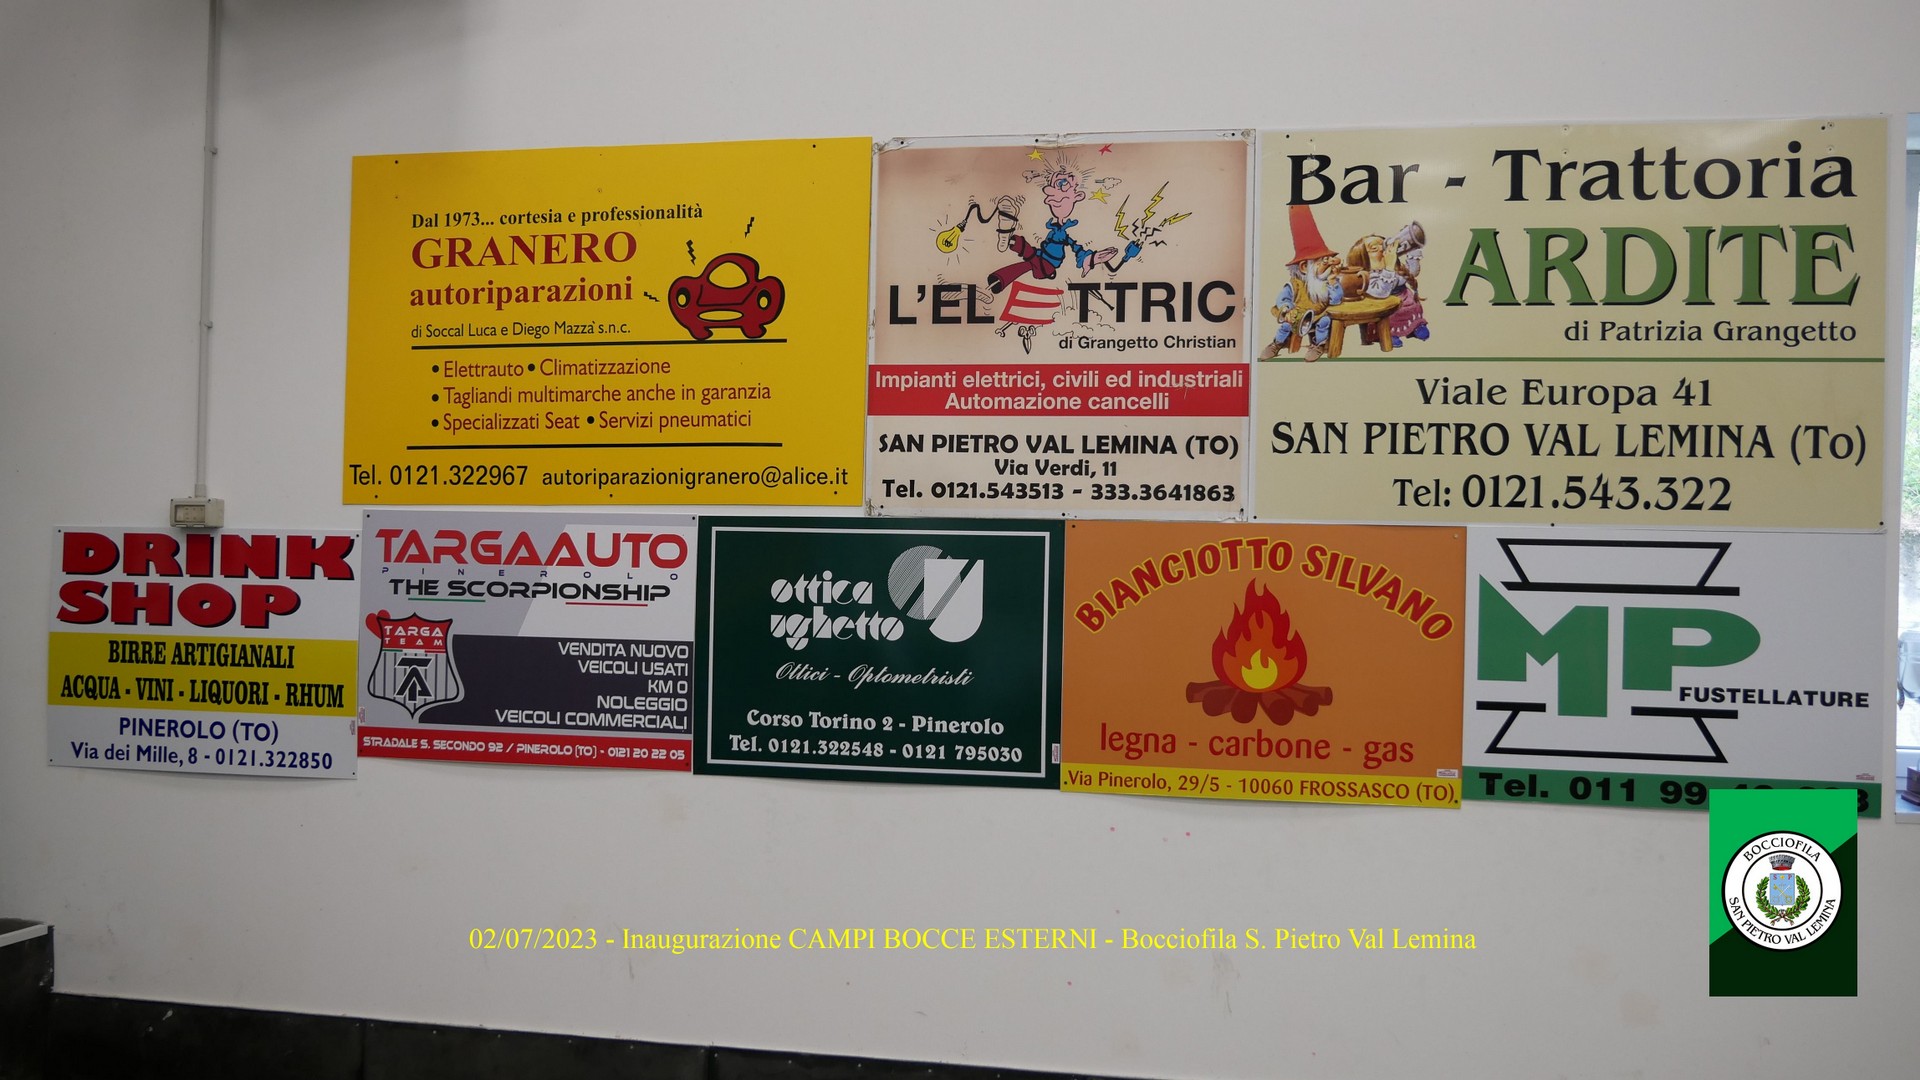 Dal 1973... cortesia e professionalità
GRANERO
autoriparazioni
di Soccal Luca e Diego Mazzà s.n.c.
• Elettrauto • Climatizzazione
• Tagliandi multimarche anche in garanzia
• Specializzati Seat • Servizi pneumatici
Tel. 0121.322967 autoriparazionigranero@alice.it
L'ELETTRIC
di Grangetto Christian
Impianti elettrici, civili ed industriali
Automazione cancelli
SAN PIETRO VAL LEMINA (TO)
Via Verdi, 11
Tel. 0121.543513 - 333.3641863
Bar - Trattoria
ARDITE
di Patrizia Grangetto
Viale Europa 41
SAN PIETRO VAL LEMINA (To)
Tel: 0121.543.322
DRINK
SHOP
BIRRE ARTIGIANALI
ACQUA - VINI - LIQUORI - RHUM
PINEROLO (TO)
Via dei Mille, 8 - 0121.322850
TARGAAUTO
PINEROLO
THE SCORPIONSHIP
TARGA
TEAM
VENDITA NUOVO
VEICOLI USATI
KM 0
NOLEGGIO
VEICOLI COMMERCIALI
STRADALE S. SECONDO 92 / PINEROLO (TO) - 0121 20 22 05
ottica
ughetto
Ottici - Optometristi
Corso Torino 2 - Pinerolo
Tel. 0121.322548 - 0121 795030
BIANCIOTTO SILVANO
legna - carbone - gas
Via Pinerolo, 29/5 - 10060 FROSSASCO (TO)
MP
FUSTELLATURE
Tel. 011 99
BOCCIOFILA
SAN PIETRO VAL LEMINA
02/07/2023 - Inaugurazione CAMPI BOCCE ESTERNI - Bocciofila S. Pietro Val Lemina